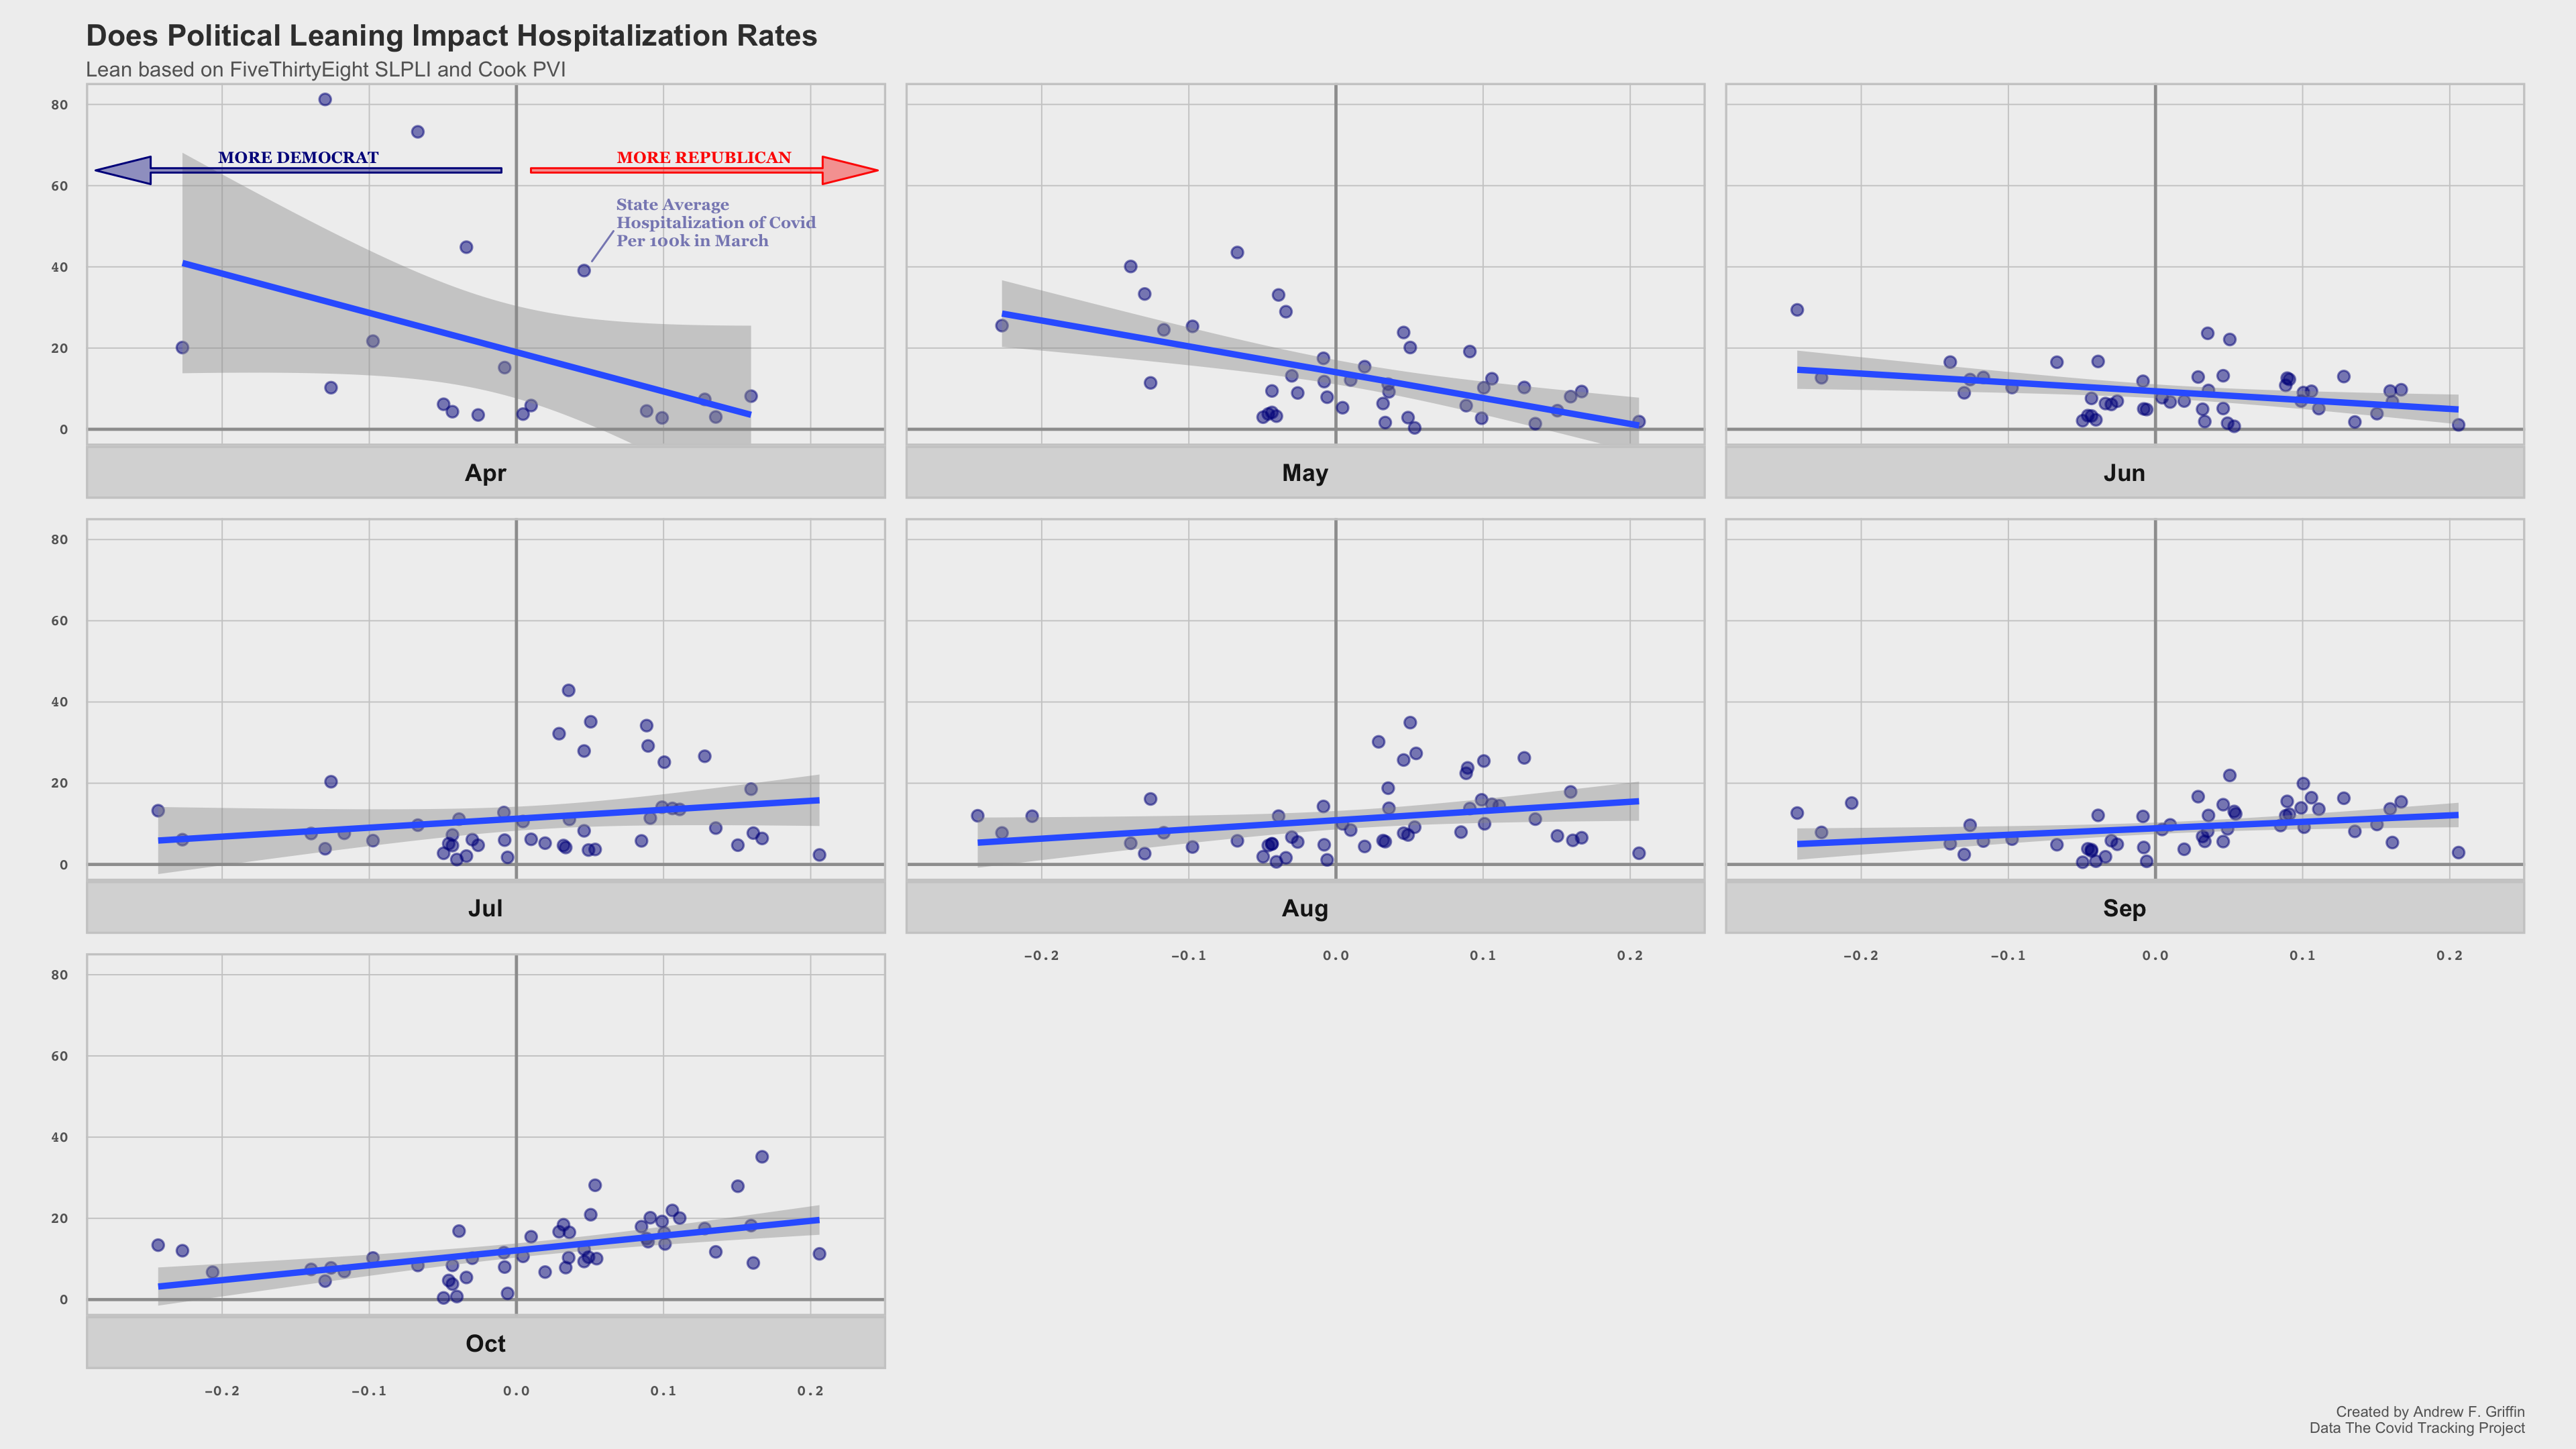 Does Political Leaning Impact Hospitalization Rates
Lean based on FiveThirtyEight SLPLI and Cook PVI
80
60
40
20
0
MORE DEMOCRAT
MORE REPUBLICAN
State Average
Hospitalization of Covid
Per 100k in March
Apr
May
Jun
80
60
40
20
0
Jul
Aug
Sep
-0.2 -0.1 0.0 0.1 0.2
-0.2 -0.1 0.0 0.1 0.2
80
60
40
20
0
Oct
-0.2 -0.1 0.0 0.1 0.2
Created by Andrew F. Griffin
Data The Covid Tracking Project